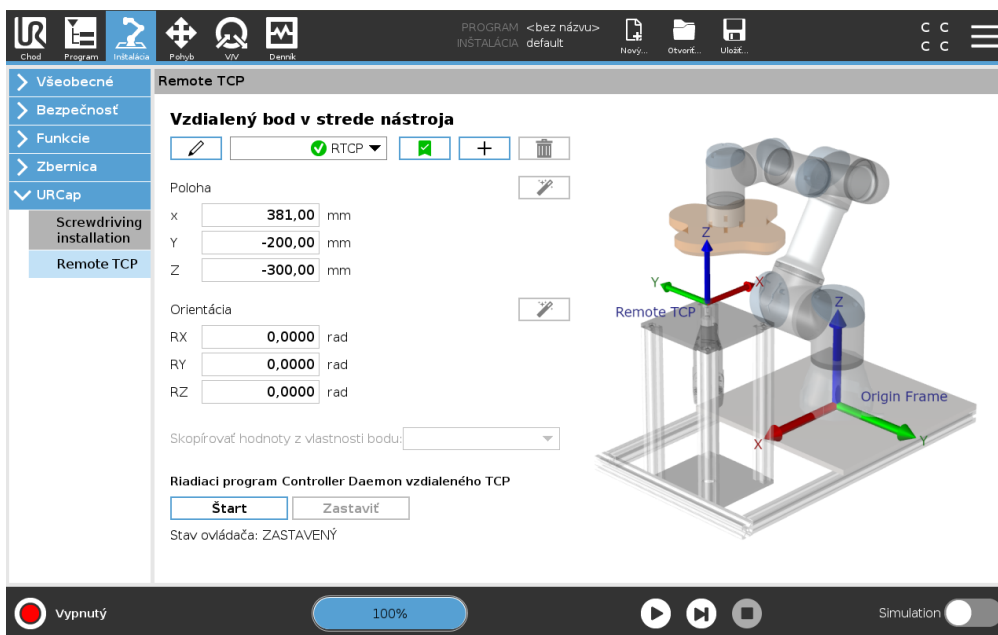 UR
PROGRAM <bez názvu>
INŠTALÁCIA default
C C
C C
Chod Program Inštalácia Pohyb V/V Denník Nový... Otvoriť... Uložiť...
Všeobecné
Bezpečnosť
Funkcie
Zbernica
URCap
Screwdriving
installation
Remote TCP
Remote TCP
Vzdialený bod v strede nástroja
RTCP
Poloha
x 381,00 mm
Y -200,00 mm
Z -300,00 mm
Orientácia
RX 0,0000 rad
RY 0,0000 rad
RZ 0,0000 rad
Skopírovať hodnoty z vlastnosti bodu:
Riadiaci program Controller Daemon vzdialeného TCP
Štart Zastaviť
Stav ovládača: ZASTAVENÝ
Z
Y X
Remote TCP
Z
Origin Frame
X Y
Vypnutý 100% Simulation